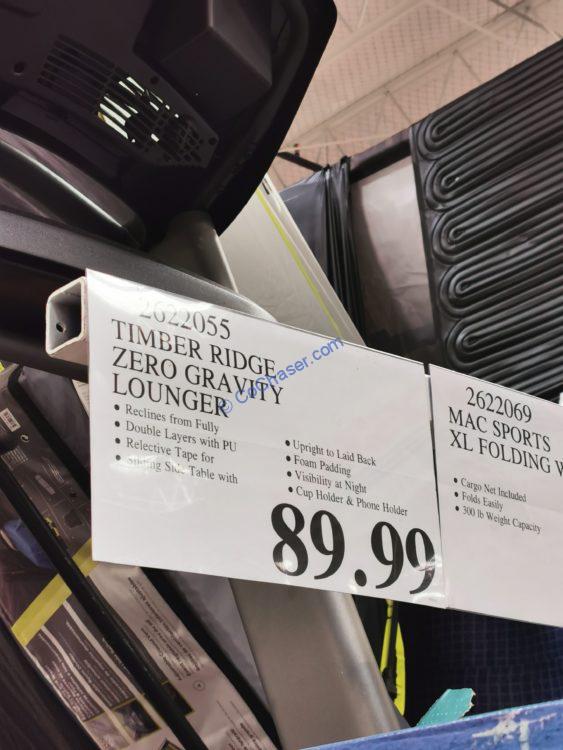 2622055
TIMBER RIDGE
ZERO GRAVITY
LOUNGER
• Reclines from Fully
• Double Layers with PU
• Relective Tape for
• Sliding Side Table with
• Upright to Laid Back
• Foam Padding
• Visibility at Night
• Cup Holder & Phone Holder
89.99
© CoChaser.com
2622069
MAC SPORTS
XL FOLDING W
• Cargo Net Included
• Folds Easily
• 300 lb Weight Capacity